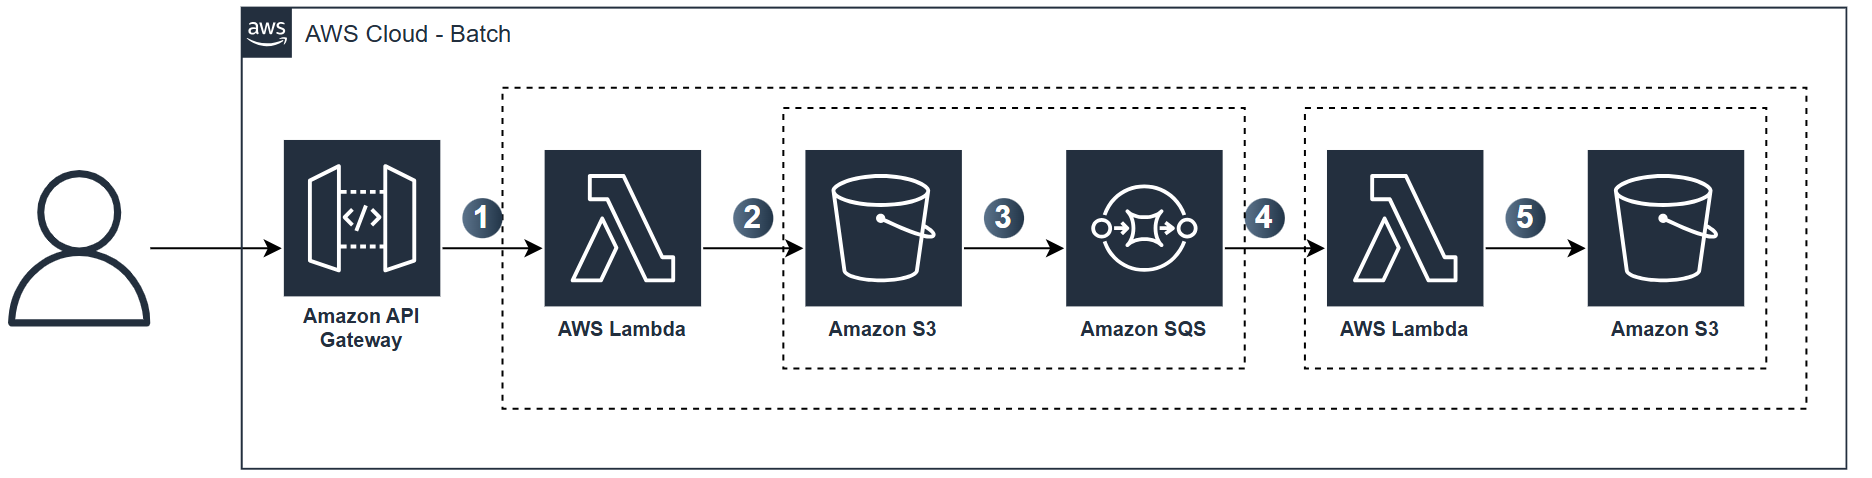 aws
AWS Cloud - Batch
1
2
3
4
5
</>
Amazon API
Gateway
AWS Lambda
Amazon S3
Amazon SQS
AWS Lambda
Amazon S3